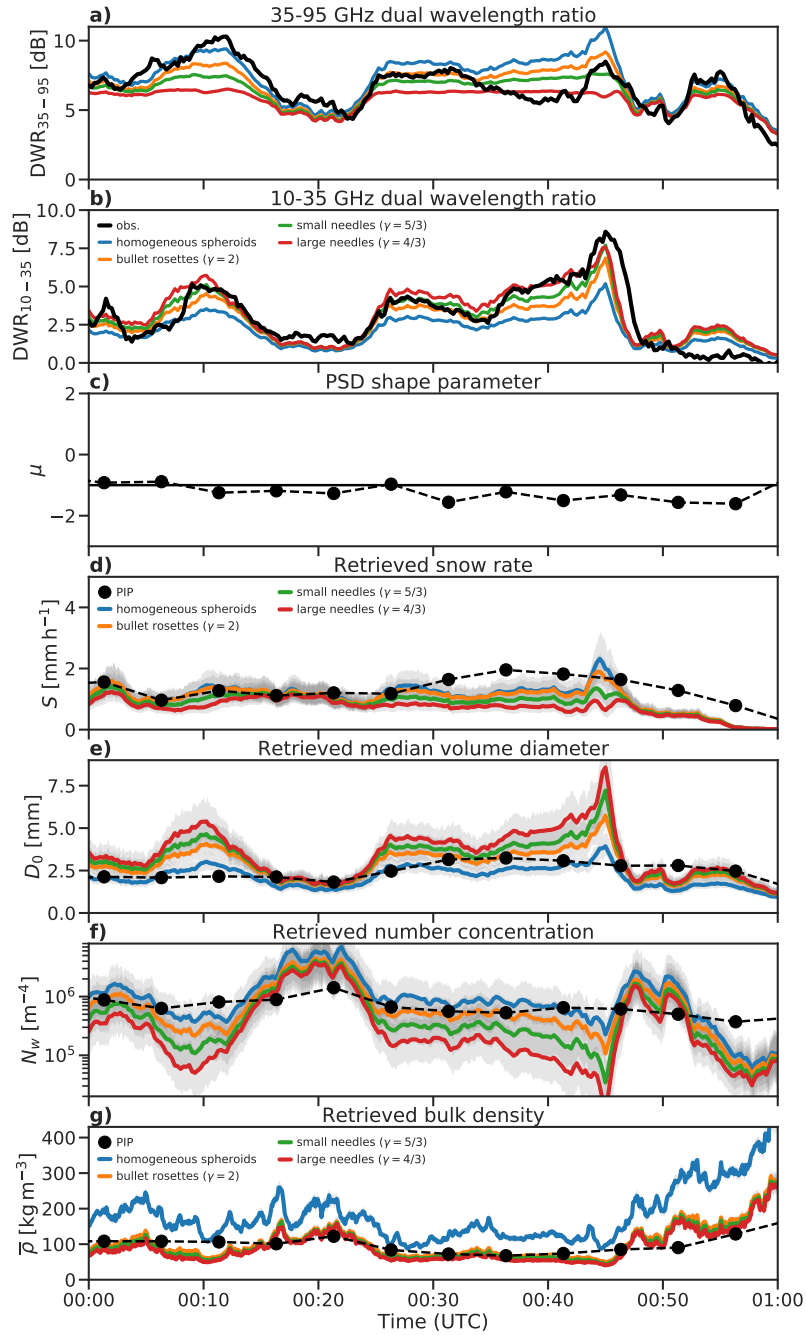 a) 35-95 GHz dual wavelength ratio
DWR35 − 95 [dB]
10
5
0
b) 10-35 GHz dual wavelength ratio
DWR10 − 35 [dB]
10.0
7.5
5.0
2.5
0.0
obs.
homogeneous spheroids
bullet rosettes (γ = 2)
small needles (γ = 5/3)
large needles (γ = 4/3)
c) PSD shape parameter
μ
2
0
−2
d) Retrieved snow rate
S [mm h−1]
4
2
0
PIP
homogeneous spheroids
bullet rosettes (γ = 2)
small needles (γ = 5/3)
large needles (γ = 4/3)
e) Retrieved median volume diameter
D0 [mm]
7.5
5.0
2.5
0.0
f) Retrieved number concentration
Nw [m−4]
10^6
10^5
g) Retrieved bulk density
ρ̅ [kg m−3]
400
300
200
100
0
PIP
homogeneous spheroids
bullet rosettes (γ = 2)
small needles (γ = 5/3)
large needles (γ = 4/3)
00:00 00:10 00:20 00:30 00:40 00:50 01:00
Time (UTC)